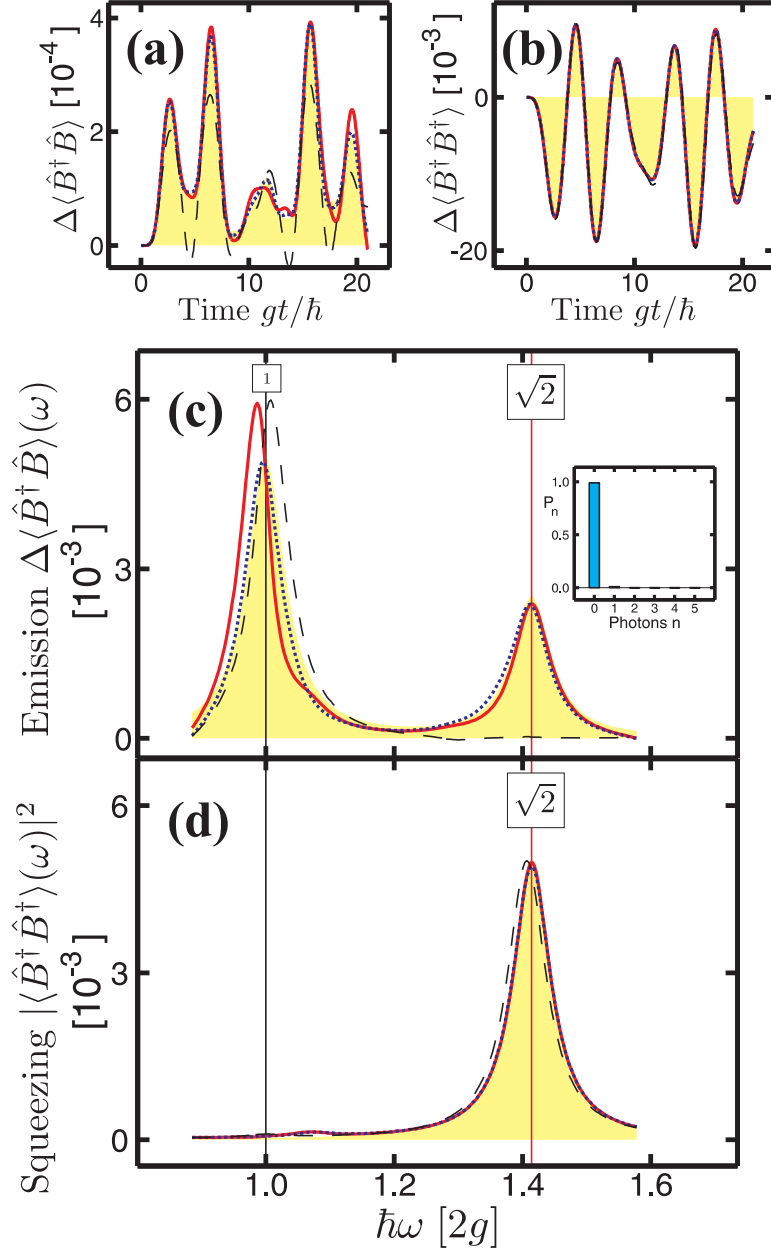 (a)
Δ⟨B̂†B̂⟩ [10⁻⁴]
4
2
0
0 10 20
Time gt/ħ
(b)
Δ⟨B̂†B̂†⟩ [10⁻³]
0
-20
0 10 20
Time gt/ħ
(c)
1
√2
Emission Δ⟨B̂†B̂⟩(ω)
[10⁻³]
6
3
0
Pₙ
1.0
0.5
0.0
0 1 2 3 4 5
Photons n
(d)
√2
Squeezing |⟨B̂†B̂†⟩(ω)|²
[10⁻³]
6
3
0
1.0 1.2 1.4 1.6
ħω [2g]